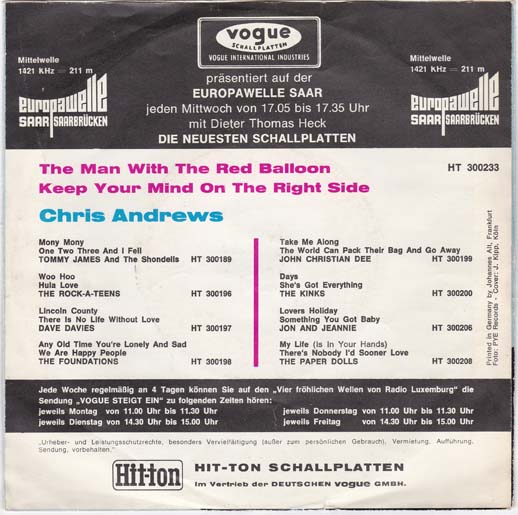 vogue
SCHALLPLATTEN
VOGUE INTERNATIONAL INDUSTRIES
Mittelwelle
1421 KHz — 211 m
europawelle
SAAR SAARBRÜCKEN
präsentiert auf der
EUROPAWELLE SAAR
jeden Mittwoch von 17.05 bis 17.35 Uhr
mit Dieter Thomas Heck
DIE NEUESTEN SCHALLPLATTEN
Mittelwelle
1421 KHz — 211 m
europawelle
SAAR SAARBRÜCKEN
The Man With The Red Balloon
HT 300233
Keep Your Mind On The Right Side
Chris Andrews
Mony Mony
One Two Three And I Fell
TOMMY JAMES And The Shondells HT 300189
Woo Hoo
Hula Love
THE ROCK-A-TEENS HT 300196
Lincoln County
There Is No Life Without Love
DAVE DAVIES HT 300197
Any Old Time You're Lonely And Sad
We Are Happy People
THE FOUNDATIONS HT 300198
Take Me Along
The World Can Pack Their Bag And Go Away
JOHN CHRISTIAN DEE HT 300199
Days
She's Got Everything
THE KINKS HT 300200
Lovers Holiday
Something You Got Baby
JON AND JEANNIE HT 300206
My Life (Is In Your Hands)
There's Nobody I'd Sooner Love
THE PAPER DOLLS HT 300208
Printed in Germany by Johannes Alt, Frankfurt
Foto: PYE Records - Cover: J. Kipp, Köln
Jede Woche regelmäßig an 4 Tagen können Sie auf den „Vier fröhlichen Wellen von Radio Luxemburg“ die
Sendung „VOGUE STEIGT EIN“ zu folgenden Zeiten hören:
jeweils Montag von 11.00 Uhr bis 11.30 Uhr
jeweils Dienstag von 14.30 Uhr bis 15.00 Uhr
jeweils Donnerstag von 11.00 Uhr bis 11.30 Uhr
jeweils Freitag von 14.30 Uhr bis 15.00 Uhr
„Urheber- und Leistungsschutzrechte, besonders Vervielfältigung (außer zum persönlichen Gebrauch), Vermietung, Aufführung,
Sendung, vorbehalten.“
Hit-ton
HIT-TON SCHALLPLATTEN
Im Vertrieb der DEUTSCHEN vogue GMBH.